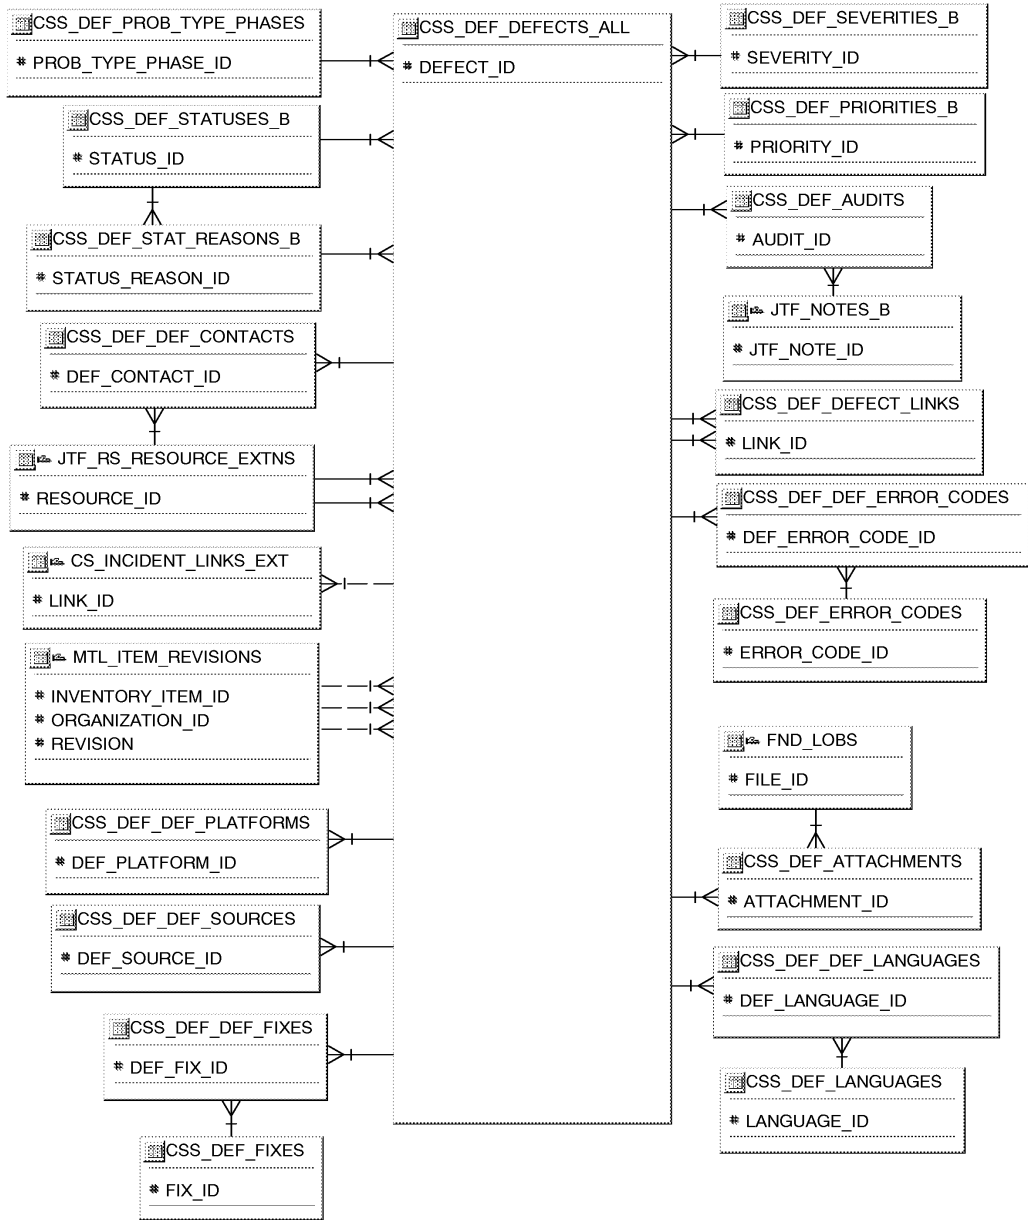 CSS_DEF_PROB_TYPE_PHASES
# PROB_TYPE_PHASE_ID
CSS_DEF_STATUSES_B
# STATUS_ID
CSS_DEF_STAT_REASONS_B
# STATUS_REASON_ID
CSS_DEF_DEF_CONTACTS
# DEF_CONTACT_ID
JTF_RS_RESOURCE_EXTNS
# RESOURCE_ID
CS_INCIDENT_LINKS_EXT
# LINK_ID
MTL_ITEM_REVISIONS
# INVENTORY_ITEM_ID
# ORGANIZATION_ID
# REVISION
CSS_DEF_DEF_PLATFORMS
# DEF_PLATFORM_ID
CSS_DEF_DEF_SOURCES
# DEF_SOURCE_ID
CSS_DEF_DEF_FIXES
# DEF_FIX_ID
CSS_DEF_FIXES
# FIX_ID
CSS_DEF_DEFECTS_ALL
# DEFECT_ID
CSS_DEF_SEVERITIES_B
# SEVERITY_ID
CSS_DEF_PRIORITIES_B
# PRIORITY_ID
CSS_DEF_AUDITS
# AUDIT_ID
JTF_NOTES_B
# JTF_NOTE_ID
CSS_DEF_DEFECT_LINKS
# LINK_ID
CSS_DEF_DEF_ERROR_CODES
# DEF_ERROR_CODE_ID
CSS_DEF_ERROR_CODES
# ERROR_CODE_ID
FND_LOBS
# FILE_ID
CSS_DEF_ATTACHMENTS
# ATTACHMENT_ID
CSS_DEF_DEF_LANGUAGES
# DEF_LANGUAGE_ID
CSS_DEF_LANGUAGES
# LANGUAGE_ID